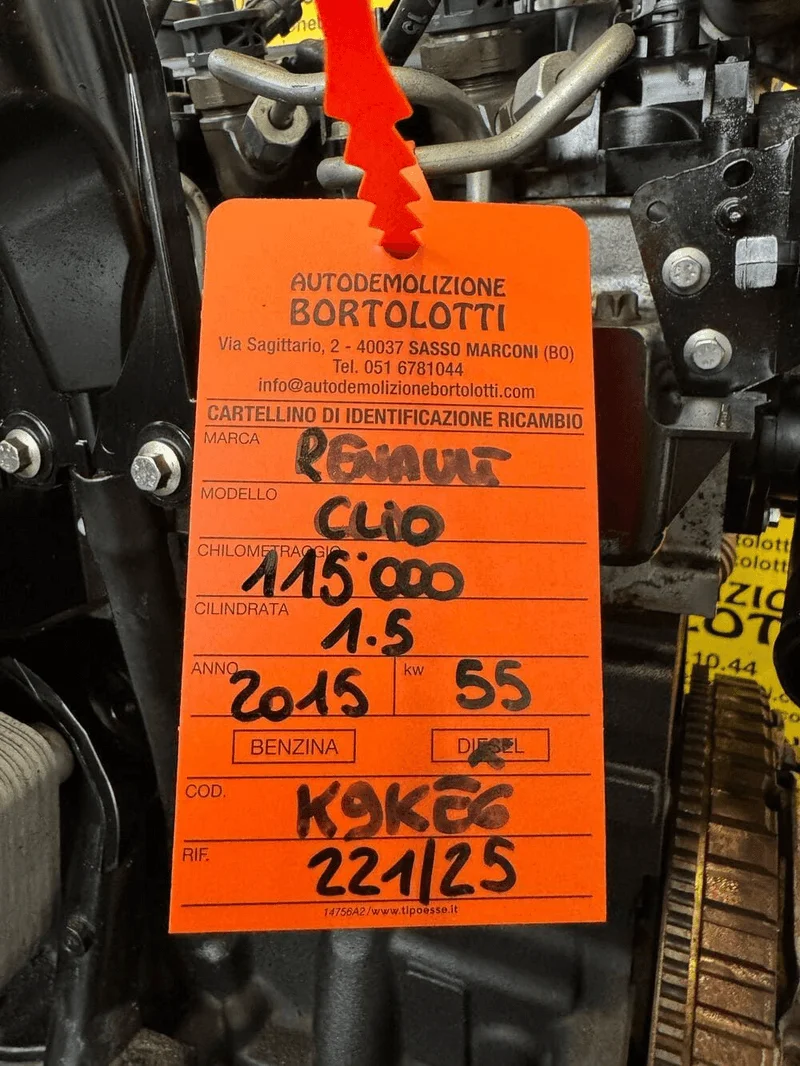 AUTODEMOLIZIONE
BORTOLOTTI
Via Sagittario, 2 - 40037 SASSO MARCONI (BO)
Tel. 051 6781044
info@autodemolizionebortolotti.com
CARTELLINO DI IDENTIFICAZIONE RICAMBIO
MARCA RENAULT
MODELLO CLIO
CHILOMETRAGGIO 115'000
CILINDRATA 1.5
ANNO 2015 kw 55
BENZINA DIESEL
COD. K9KE6
RIF. 221/25
14756A2/www.tipoesse.it
10.44